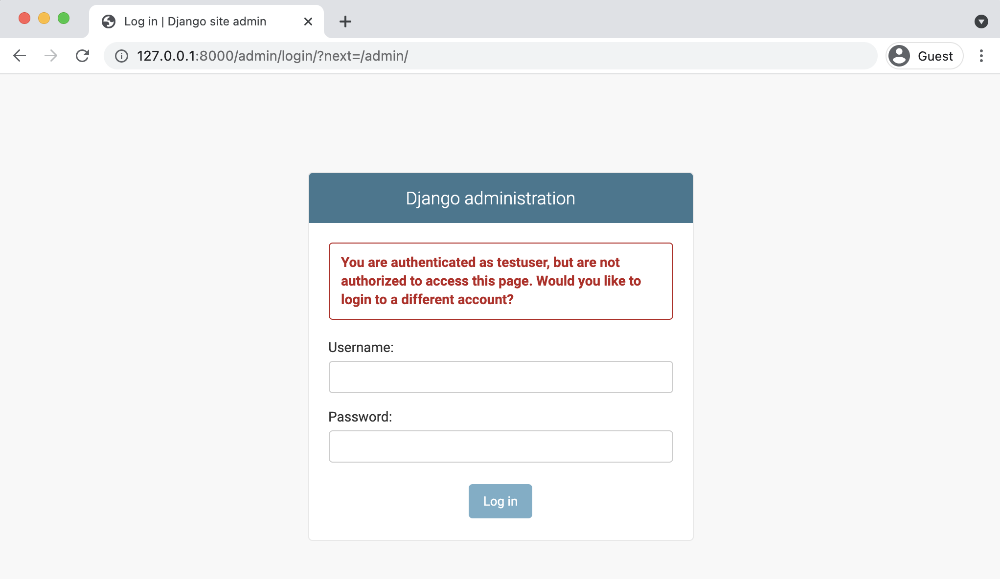 Log in | Django site admin
127.0.0.1:8000/admin/login/?next=/admin/
Guest
Django administration
You are authenticated as testuser, but are not
authorized to access this page. Would you like to
login to a different account?
Username:
Password:
Log in